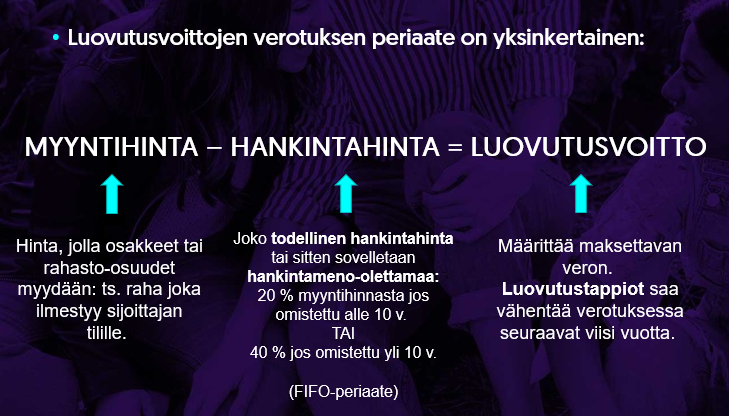 • Luovutusvoittojen verotuksen periaate on yksinkertainen:
MYYNTIHINTA – HANKINTAHINTA = LUOVUTUSVOITTO
Hinta, jolla osakkeet tai
rahasto-osuudet
myydään: ts. raha joka
ilmestyy sijoittajan
tilille.
Joko todellinen hankintahinta
tai sitten sovelletaan
hankintameno-olettamaa:
20 % myyntihinnasta jos
omistettu alle 10 v.
TAI
40 % jos omistettu yli 10 v.
(FIFO-periaate)
Määrittää maksettavan
veron.
Luovutustappiot saa
vähentää verotuksessa
seuraavat viisi vuotta.